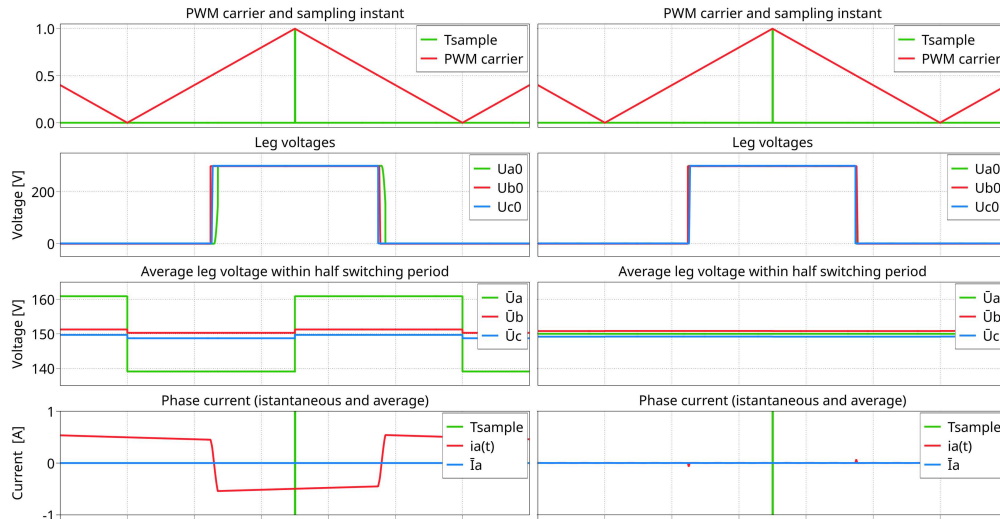 PWM carrier and sampling instant
1.0
0.5
0.0
Tsample
PWM carrier
PWM carrier and sampling instant
Tsample
PWM carrier
Leg voltages
Voltage [V]
200
0
Ua0
Ub0
Uc0
Leg voltages
Ua0
Ub0
Uc0
Average leg voltage within half switching period
Voltage [V]
160
150
140
Ūa
Ūb
Ūc
Average leg voltage within half switching period
Ūa
Ūb
Ūc
Phase current (istantaneous and average)
Current [A]
1
0
-1
Tsample
ia(t)
Īa
Phase current (istantaneous and average)
Tsample
ia(t)
Īa